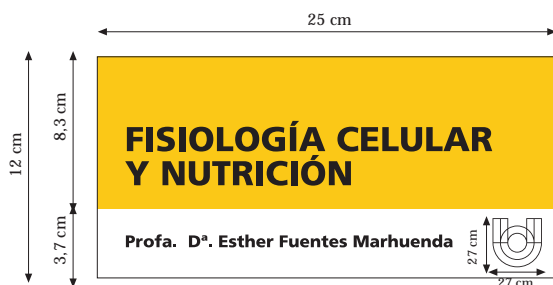 25 cm
12 cm
8,3 cm
3,7 cm
FISIOLOGÍA CELULAR
Y NUTRICIÓN
Profa. Dª. Esther Fuentes Marhuenda
27 cm
27 cm